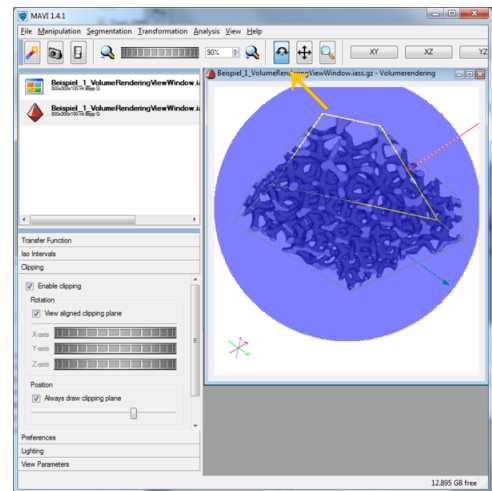 MAVI 1.4.1
File Manipulation Segmentation Transformation Analysis View Help
90%
XY
XZ
YZ
Beispiel_1_VolumeRenderingViewWindow.i
Beispiel_1_VolumeRenderingViewWindow.i
Beispiel_1_VolumeRenderingViewWindow.iass.gz - Volumerendering
Transfer Function
Iso Intervals
Clipping
Enable clipping
Rotation
View aligned clipping plane
X-axis
Y-axis
Z-axis
Position
Always draw clipping plane
Preferences
Lighting
View Parameters
12.895 GB free